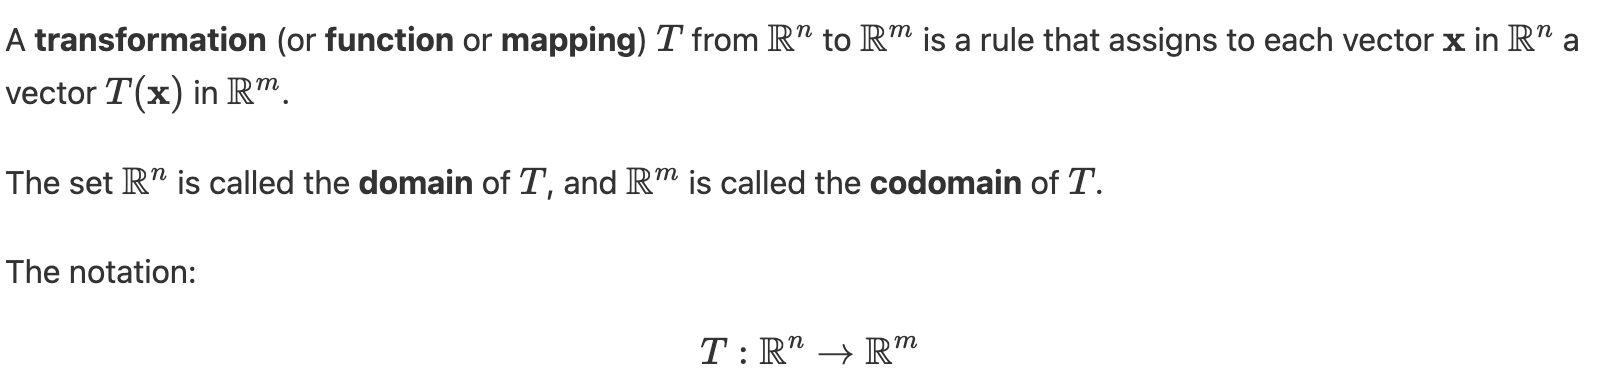 A transformation (or function or mapping) T from ℝⁿ to ℝᵐ is a rule that assigns to each vector x in ℝⁿ a
vector T(x) in ℝᵐ.
The set ℝⁿ is called the domain of T, and ℝᵐ is called the codomain of T.
The notation:
T : ℝⁿ → ℝᵐ